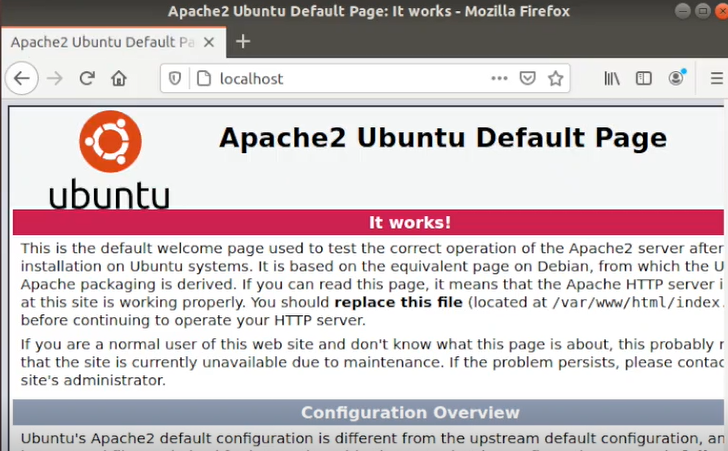 Apache2 Ubuntu Default Page: It works - Mozilla Firefox
Apache2 Ubuntu Default Pa
localhost
Apache2 Ubuntu Default Page
ubuntu
It works!
This is the default welcome page used to test the correct operation of the Apache2 server after
installation on Ubuntu systems. It is based on the equivalent page on Debian, from which the U
Apache packaging is derived. If you can read this page, it means that the Apache HTTP server i
at this site is working properly. You should replace this file (located at /var/www/html/index.
before continuing to operate your HTTP server.
If you are a normal user of this web site and don't know what this page is about, this probably
that the site is currently unavailable due to maintenance. If the problem persists, please contac
site's administrator.
Configuration Overview
Ubuntu's Apache2 default configuration is different from the upstream default configuration, an